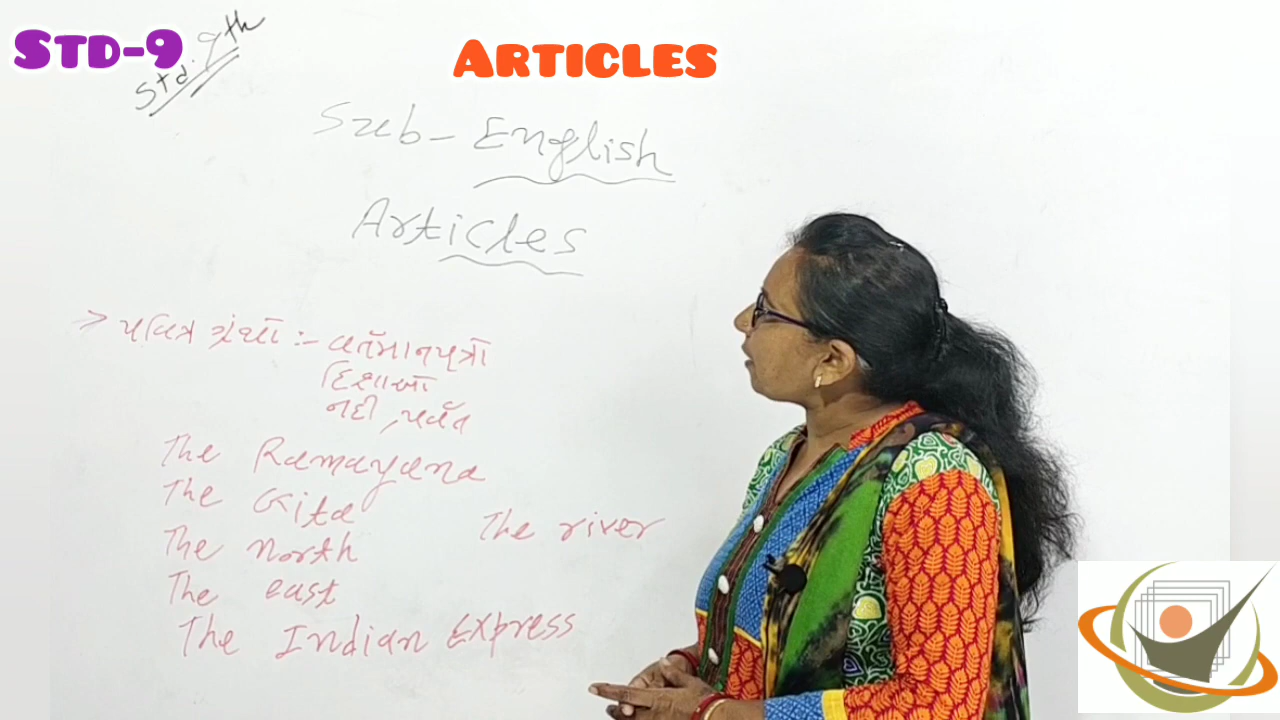 STD-9
ARTICLES
Std. 9th
Sub - English
Articles
> પવિત્ર ગ્રંથો :- વર્તમાનપત્રો
દિશાઓ
નદી, પર્વત
The Ramayana
The Gita
The North
The river
The east
The Indian Express